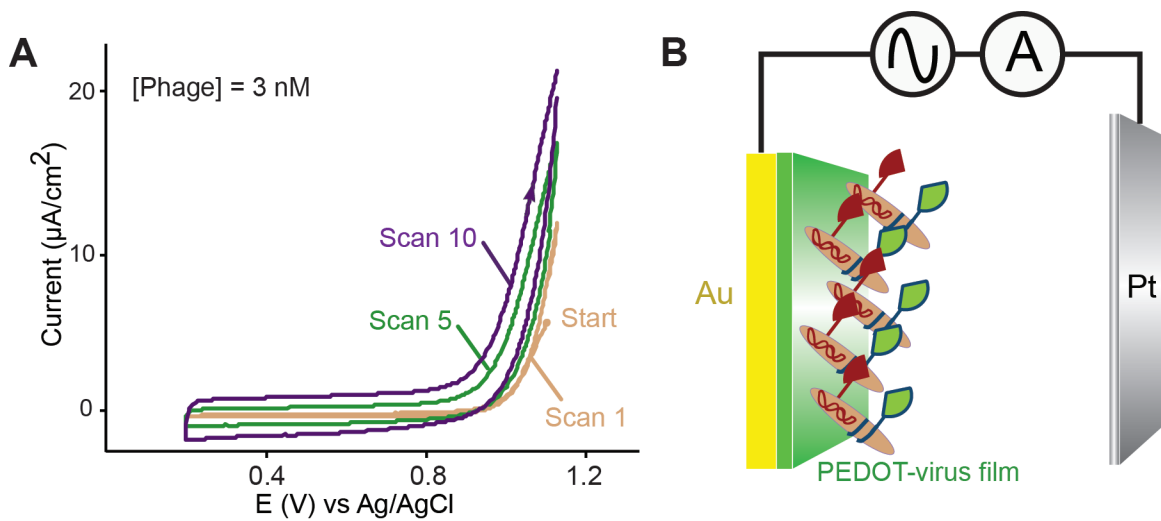 A
[Phage] = 3 nM
20
10
0
Current (μA/cm2)
Scan 10
Scan 5
Start
Scan 1
0.4
0.8
1.2
E (V) vs Ag/AgCl
B
A
Au
Pt
PEDOT-virus film